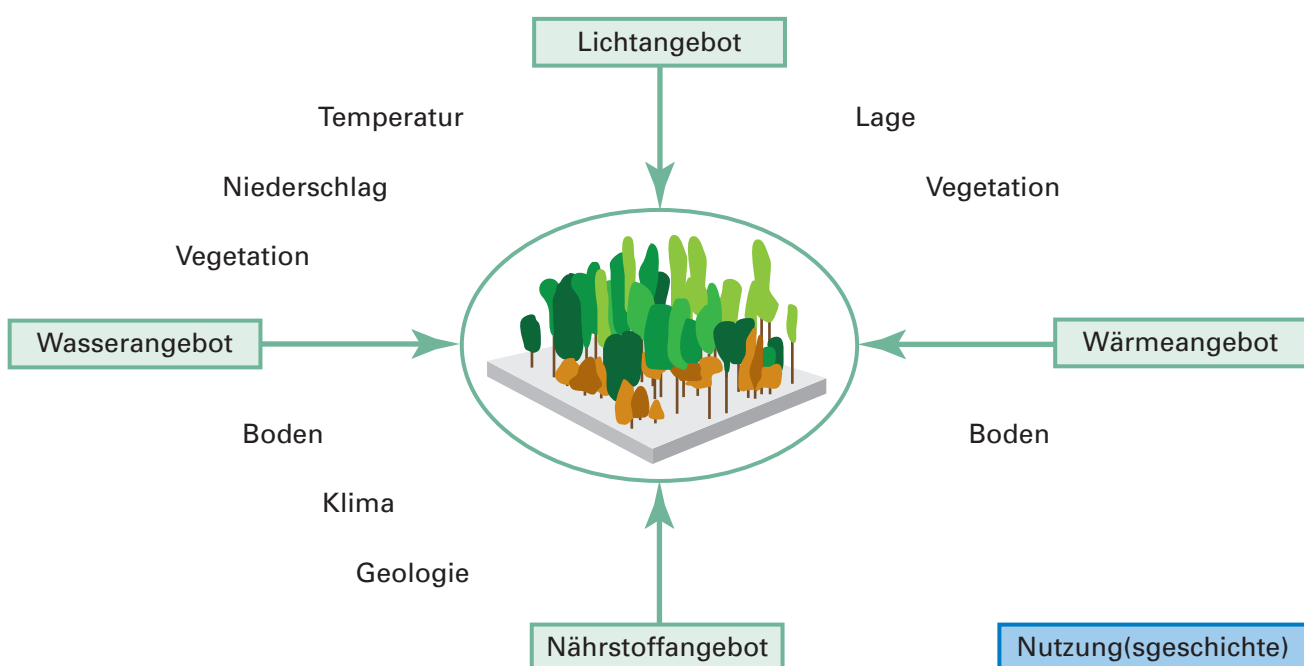 Lichtangebot
Temperatur
Lage
Niederschlag
Vegetation
Vegetation
Wasserangebot
Wärmeangebot
Boden
Boden
Klima
Geologie
Nährstoffangebot
Nutzung(sgeschichte)